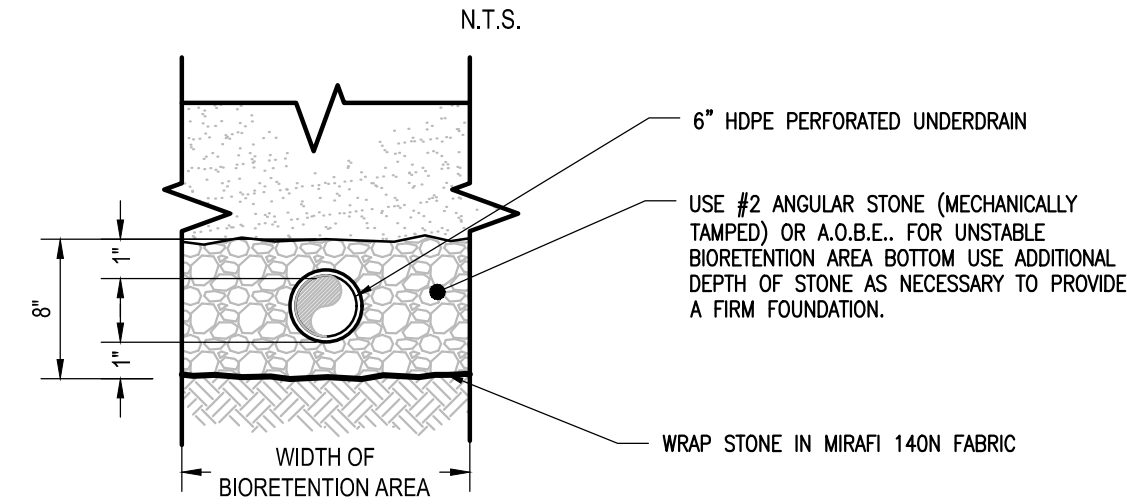 N.T.S.
6" HDPE PERFORATED UNDERDRAIN
USE #2 ANGULAR STONE (MECHANICALLY
TAMPED) OR A.O.B.E.. FOR UNSTABLE
BIORETENTION AREA BOTTOM USE ADDITIONAL
DEPTH OF STONE AS NECESSARY TO PROVIDE
A FIRM FOUNDATION.
1"
8"
1"
WRAP STONE IN MIRAFI 140N FABRIC
WIDTH OF
BIORETENTION AREA